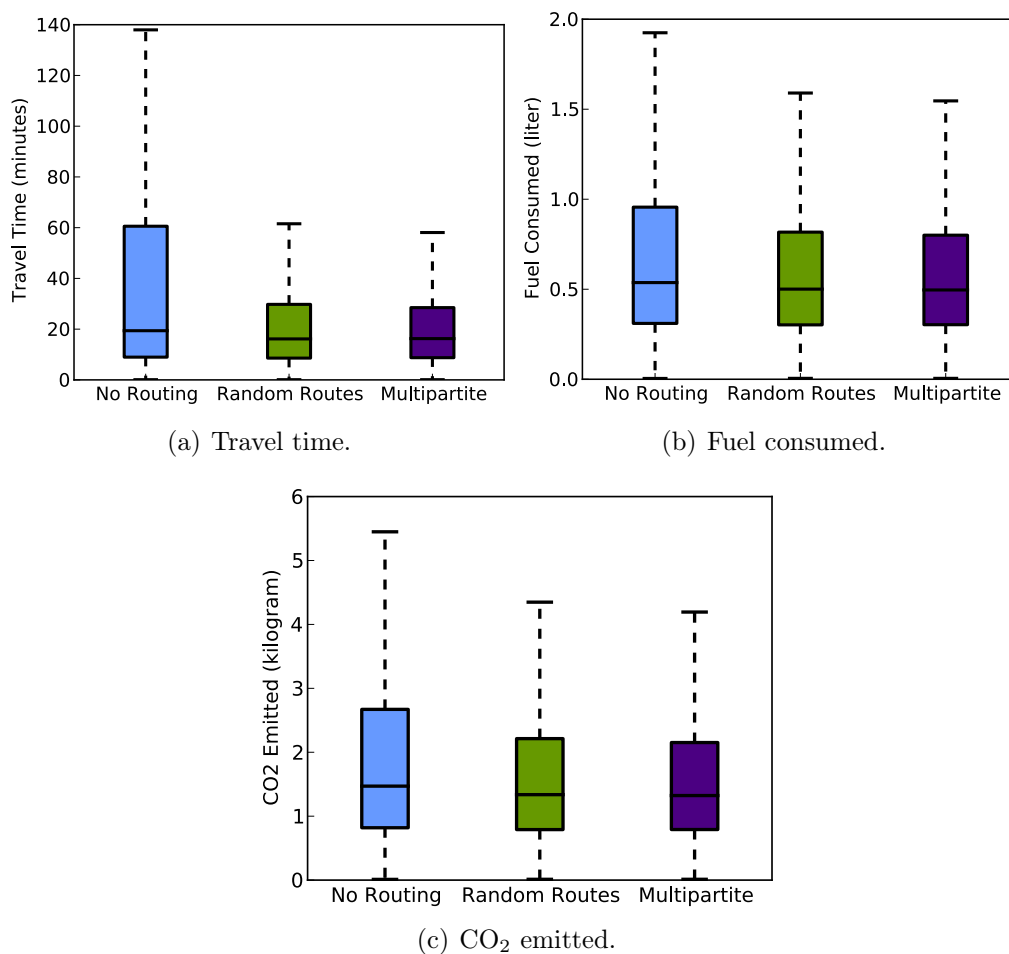 Travel Time (minutes)
140
120
100
80
60
40
20
0
No Routing Random Routes Multipartite
(a) Travel time.
Fuel Consumed (liter)
2.0
1.5
1.0
0.5
0.0
No Routing Random Routes Multipartite
(b) Fuel consumed.
CO2 Emitted (kilogram)
6
5
4
3
2
1
0
No Routing Random Routes Multipartite
(c) CO₂ emitted.